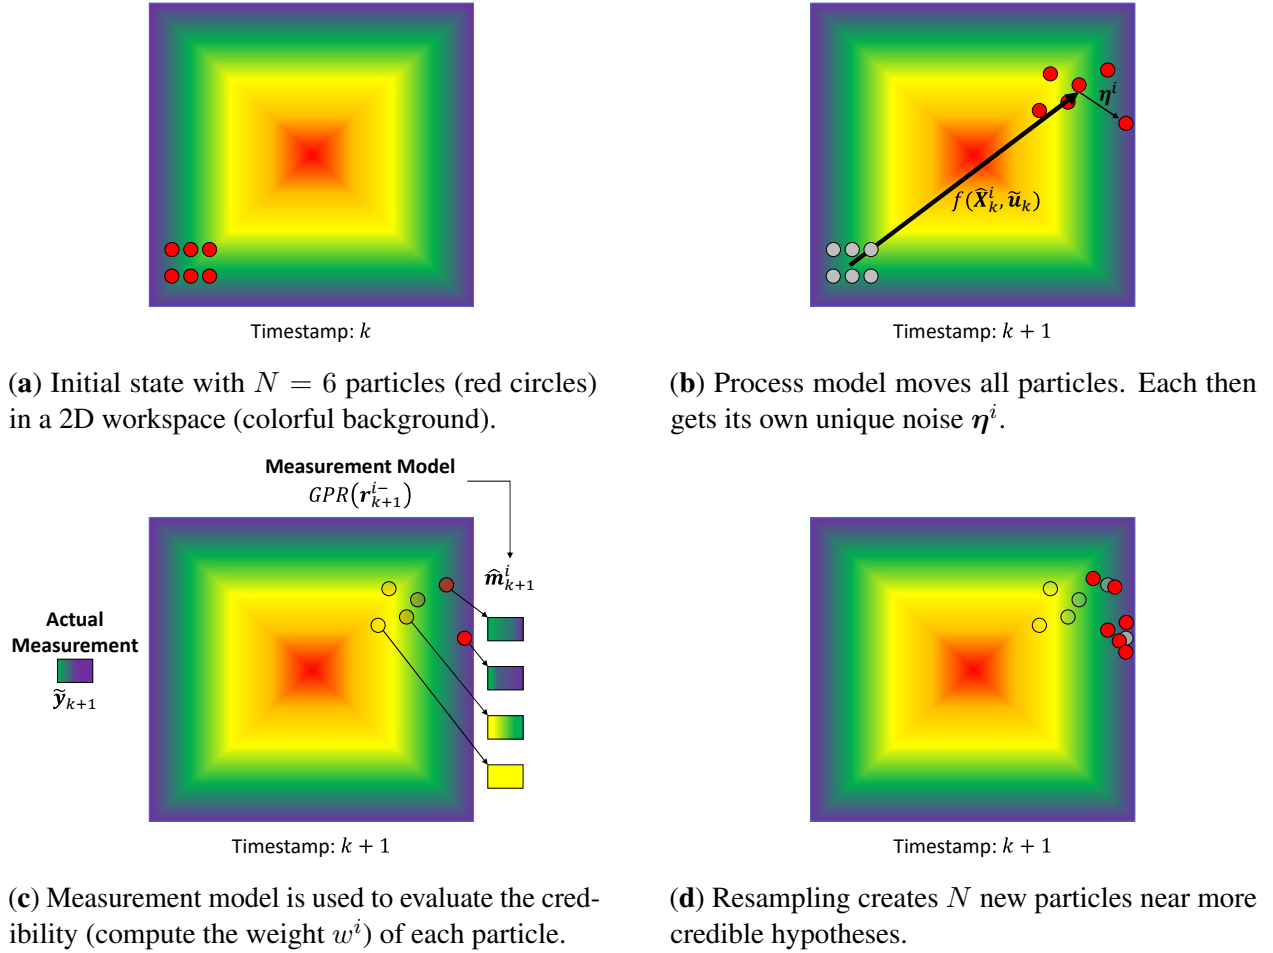 η^i
f(X̂^i_k, ũ_k)
Timestamp: k
Timestamp: k + 1
(a) Initial state with N = 6 particles (red circles)
in a 2D workspace (colorful background).
(b) Process model moves all particles. Each then
gets its own unique noise η^i.
Measurement Model
GPR(r^{i−}_{k+1})
m̂^i_{k+1}
Actual
Measurement
ỹ_{k+1}
Timestamp: k + 1
Timestamp: k + 1
(c) Measurement model is used to evaluate the cred-
ibility (compute the weight w^i) of each particle.
(d) Resampling creates N new particles near more
credible hypotheses.